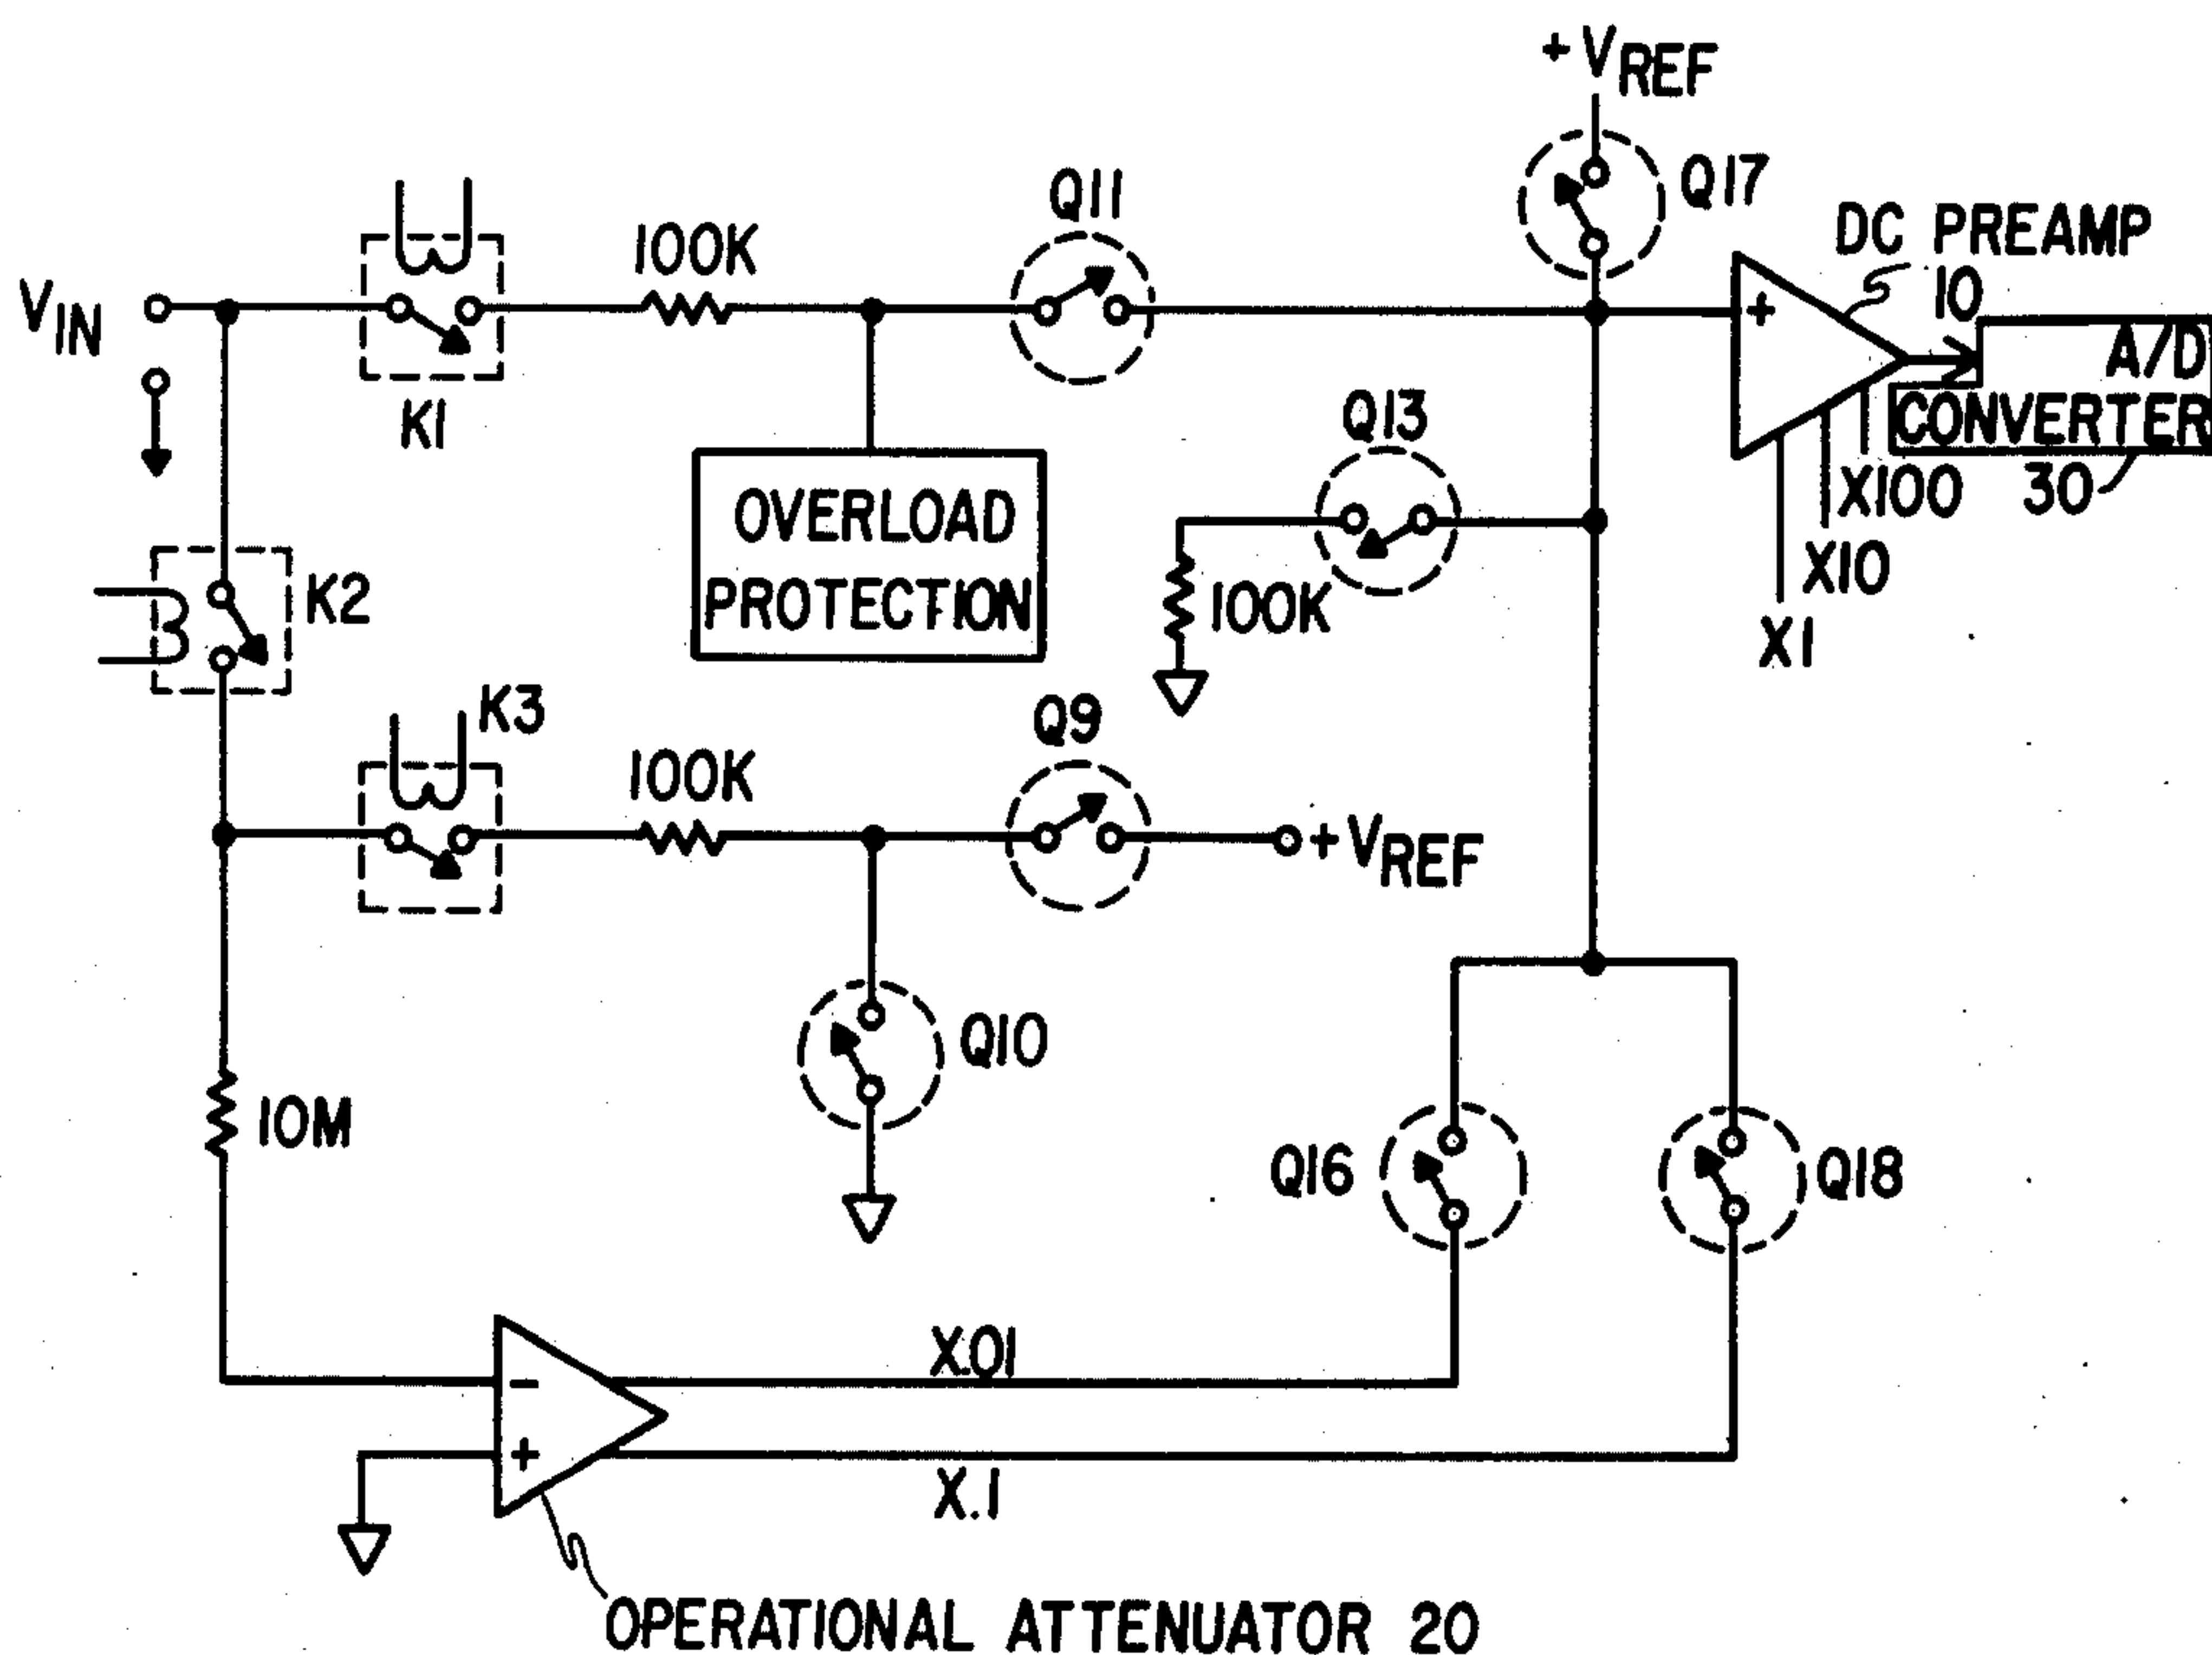 +VREF
Q17
Q11
DC PREAMP
10
100K
VIN
+
A/D
CONVERTER
30
K1
Q13
X100
X10
X1
OVERLOAD
PROTECTION
100K
K2
K3
Q9
100K
+VREF
Q10
10M
Q16
Q18
X.01
-
+
X.1
OPERATIONAL ATTENUATOR 20